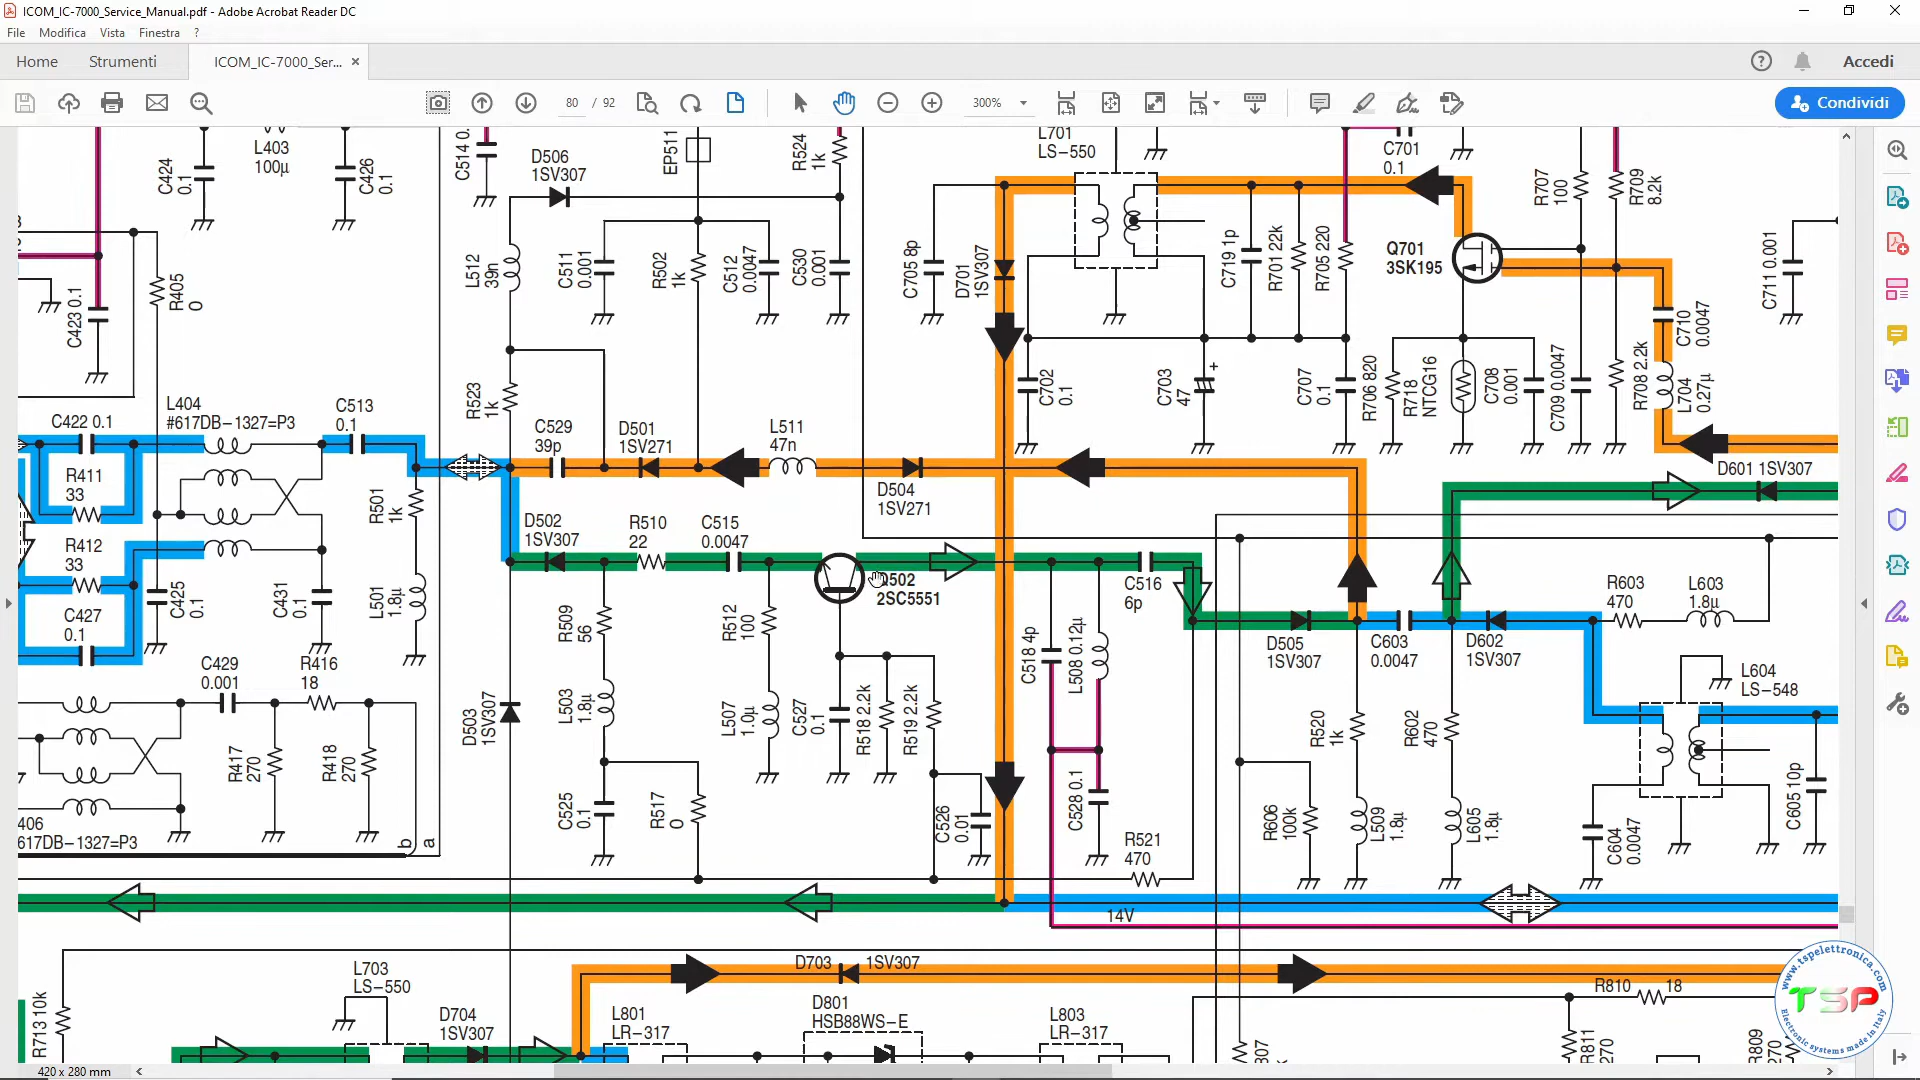 ICOM_IC-7000_Service_Manual.pdf - Adobe Acrobat Reader DC
File Modifica Vista Finestra ?
Home Strumenti ICOM_IC-7000_Ser... × Accedi
80 / 92 300% Condividi
L403
100µ
C424
0.1
C426
0.1
C514 0.
D506
1SV307
EP511
R524
1k
L701
LS-550
C701
0.1
R707
100
R709
8.2k
R405
0
C423 0.1
L512
39n
C511 0.001
R502
1k
C512
0.0047
C530
0.001
C705 8p
D701
1SV307
C719 1p
R701 22k
R705 220
Q701
3SK195
C711 0.001
C710
0.0047
R523
1k
C702
0.1
C703
47
+
C707
0.1
R706 820
R718
NTCG16
C708
0.001
C709 0.0047
R708 2.2k
L704
0.27µ
C422 0.1
L404
#617DB-1327=P3
C513
0.1
C529
39p
D501
1SV271
L511
47n
D504
1SV271
D601 1SV307
R411
33
R501
1k
R412
33
D502
1SV307
R510
22
C515
0.0047
Q502
2SC5551
C516
6p
C427
0.1
C425
0.1
C431
0.1
L501
1.8µ
R509
56
R512
100
C518 4p
L508 0.12µ
D505
1SV307
C603
0.0047
D602
1SV307
R603
470
L603
1.8µ
C429
0.001
R416
18
D503
1SV307
L503
1.8µ
L507
1.0µ
C527
0.1
R518 2.2k
R519 2.2k
R520
1k
R602
470
L604
LS-548
R417
270
R418
270
C525
0.1
R517
0
C526
0.01
C528 0.1
R521
470
R606
100k
L509
1.8µ
L605
1.8µ
C604
0.0047
C605 10p
406
617DB-1327=P3
b
a
14V
L703
LS-550
D703 1SV307
R713 10k
D704
1SV307
L801
LR-317
D801
HSB88WS-E
L803
LR-317
307
R810 18
R811
270
R809
270
www.tspelettronica.com
TSP
Electronic systems made in Italy
420 x 280 mm